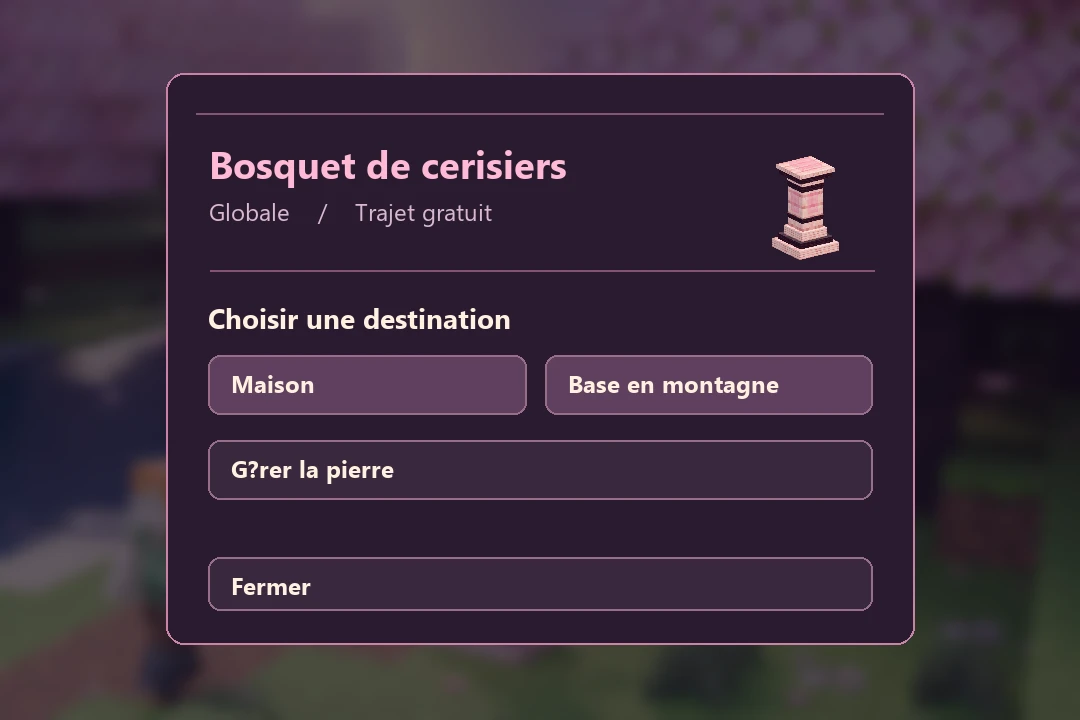 Bosquet de cerisiers
Globale / Trajet gratuit
Choisir une destination
Maison
Base en montagne
G?rer la pierre
Fermer